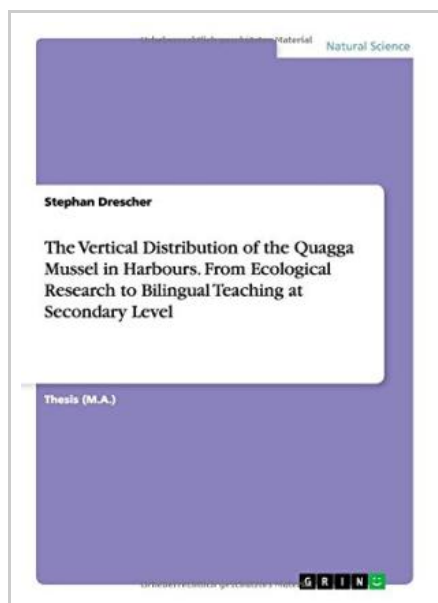 Natural Science
Stephan Drescher
The Vertical Distribution of the Quagga
Mussel in Harbours. From Ecological
Research to Bilingual Teaching at
Secondary Level
Thesis (M.A.)
GRIN